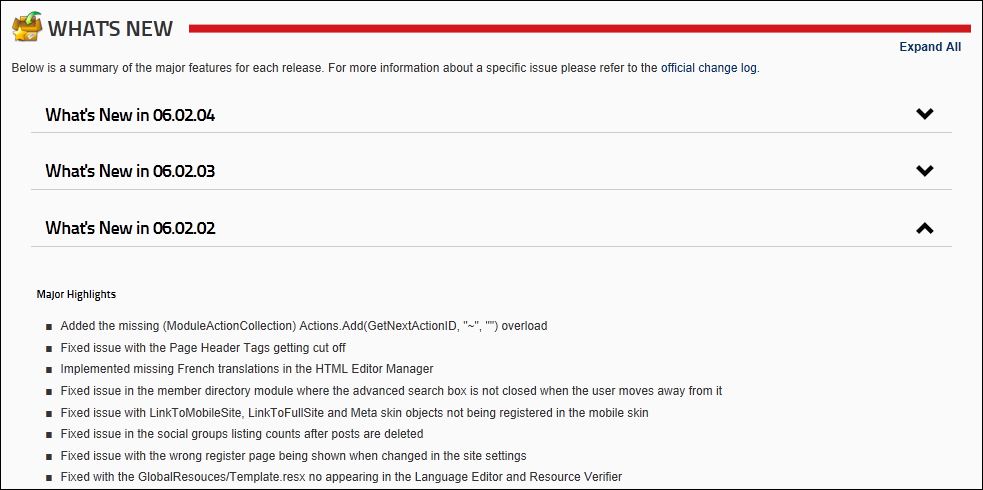 WHAT'S NEW
Expand All
Below is a summary of the major features for each release. For more information about a specific issue please refer to the official change log.
What's New in 06.02.04
What's New in 06.02.03
What's New in 06.02.02
Major Highlights
■ Added the missing (ModuleActionCollection) Actions.Add(GetNextActionID, "~", "") overload
■ Fixed issue with the Page Header Tags getting cut off
■ Implemented missing French translations in the HTML Editor Manager
■ Fixed issue in the member directory module where the advanced search box is not closed when the user moves away from it
■ Fixed issue with LinkToMobileSite, LinkToFullSite and Meta skin objects not being registered in the mobile skin
■ Fixed issue in the social groups listing counts after posts are deleted
■ Fixed issue with the wrong register page being shown when changed in the site settings
■ Fixed with the GlobalResouces/Template.resx no appearing in the Language Editor and Resource Verifier